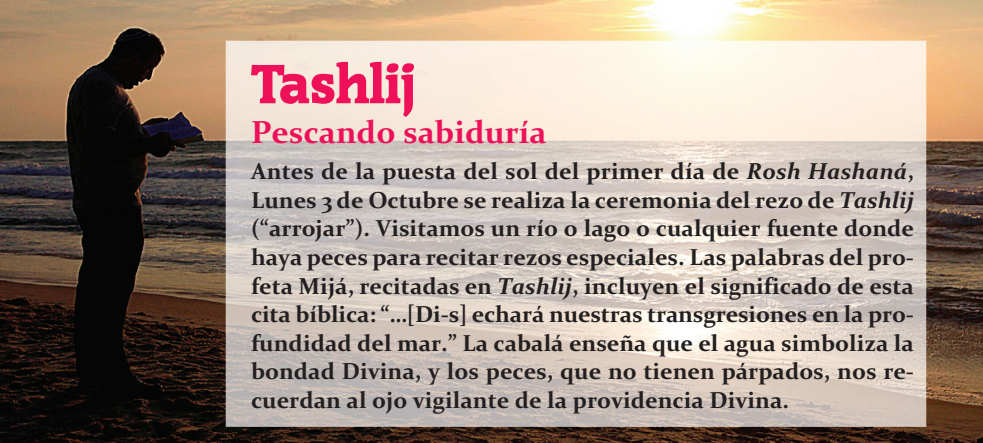 Tashlij
Pescando sabiduría
Antes de la puesta del sol del primer día de Rosh Hashaná,
Lunes 3 de Octubre se realiza la ceremonia del rezo de Tashlij
(“arrojar”). Visitamos un río o lago o cualquier fuente donde
haya peces para recitar rezos especiales. Las palabras del pro-
feta Mijá, recitadas en Tashlij, incluyen el significado de esta
cita bíblica: “...[Di-s] echará nuestras transgresiones en la pro-
fundidad del mar.” La cabalá enseña que el agua simboliza la
bondad Divina, y los peces, que no tienen párpados, nos re-
cuerdan al ojo vigilante de la providencia Divina.